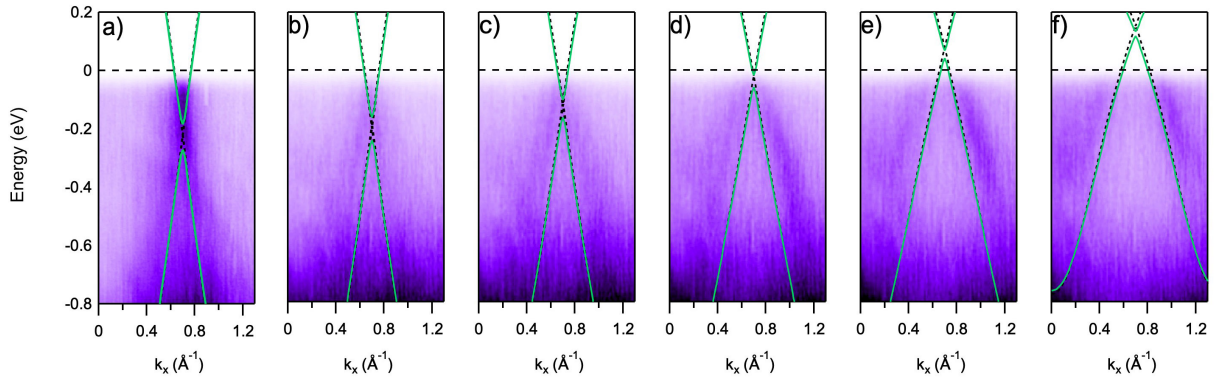 a) b) c) d) e) f)
0.2
0
-0.2
-0.4
-0.6
-0.8
Energy (eV)
0 0.4 0.8 1.2 0 0.4 0.8 1.2 0 0.4 0.8 1.2 0 0.4 0.8 1.2 0 0.4 0.8 1.2 0 0.4 0.8 1.2
kₓ (Å⁻¹) kₓ (Å⁻¹) kₓ (Å⁻¹) kₓ (Å⁻¹) kₓ (Å⁻¹) kₓ (Å⁻¹)